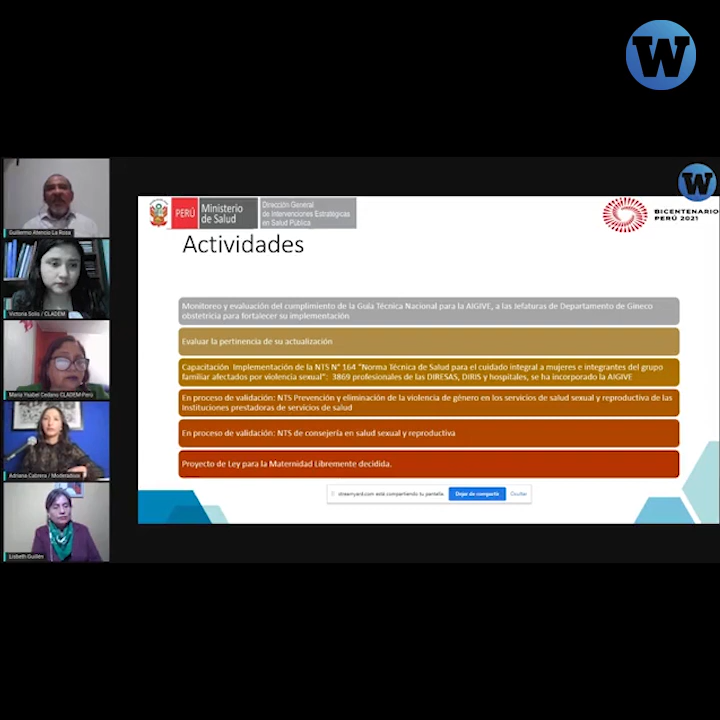 W
W
PERÚ
Ministerio
de Salud
Dirección General
de Intervenciones Estratégicas
en Salud Pública
BICENTENARIO
PERÚ 2021
Actividades
Guillermo Atencio La Rosa
Victoria Solis / CLADEM
Maria Ysabel Cedano CLADEM Perú
Adriana Cabrera / Moderadora
Lisbeth Guillén
Monitoreo y evaluación del cumplimiento de la Guía Técnica Nacional para la AIGIVE, a las Jefaturas de Departamento de Gineco
obstetricia para fortalecer su implementación
Evaluar la pertinencia de su actualización
Capacitación Implementación de la NTS N° 164 "Norma Técnica de Salud para el cuidado integral a mujeres e integrantes del grupo
familiar afectados por violencia sexual": 3869 profesionales de las DIRESAS, DIRIS y hospitales, se ha incorporado la AIGIVE
En proceso de validación: NTS Prevención y eliminación de la violencia de género en los servicios de salud sexual y reproductiva de las
Instituciones prestadoras de servicios de salud
En proceso de validación: NTS de consejería en salud sexual y reproductiva
Proyecto de Ley para la Maternidad Libremente decidida.
streamyard.com está compartiendo tu pantalla.
Dejar de compartir
Ocultar